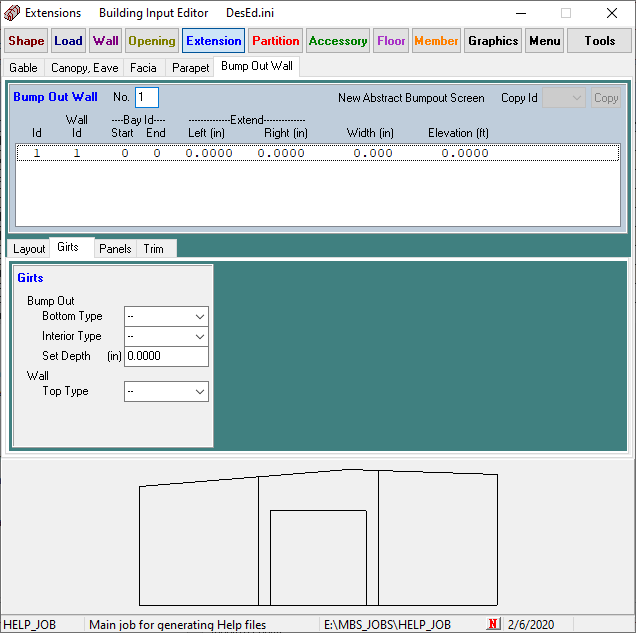 Extensions Building Input Editor DesEd.ini
Shape Load Wall Opening Extension Partition Accessory Floor Member Graphics Menu Tools
Gable Canopy, Eave Facia Parapet Bump Out Wall
Bump Out Wall No. 1 New Abstract Bumpout Screen Copy Id Copy
Wall ----Bay Id---- -------------Extend-------------
Id Id Start End Left (in) Right (in) Width (in) Elevation (ft)
1 1 0 0 0.0000 0.0000 0.000 0.0000
Layout Girts Panels Trim
Girts
Bump Out
Bottom Type --
Interior Type --
Set Depth (in) 0.0000
Wall
Top Type --
HELP_JOB Main job for generating Help files E:\MBS_JOBS\HELP_JOB N 2/6/2020